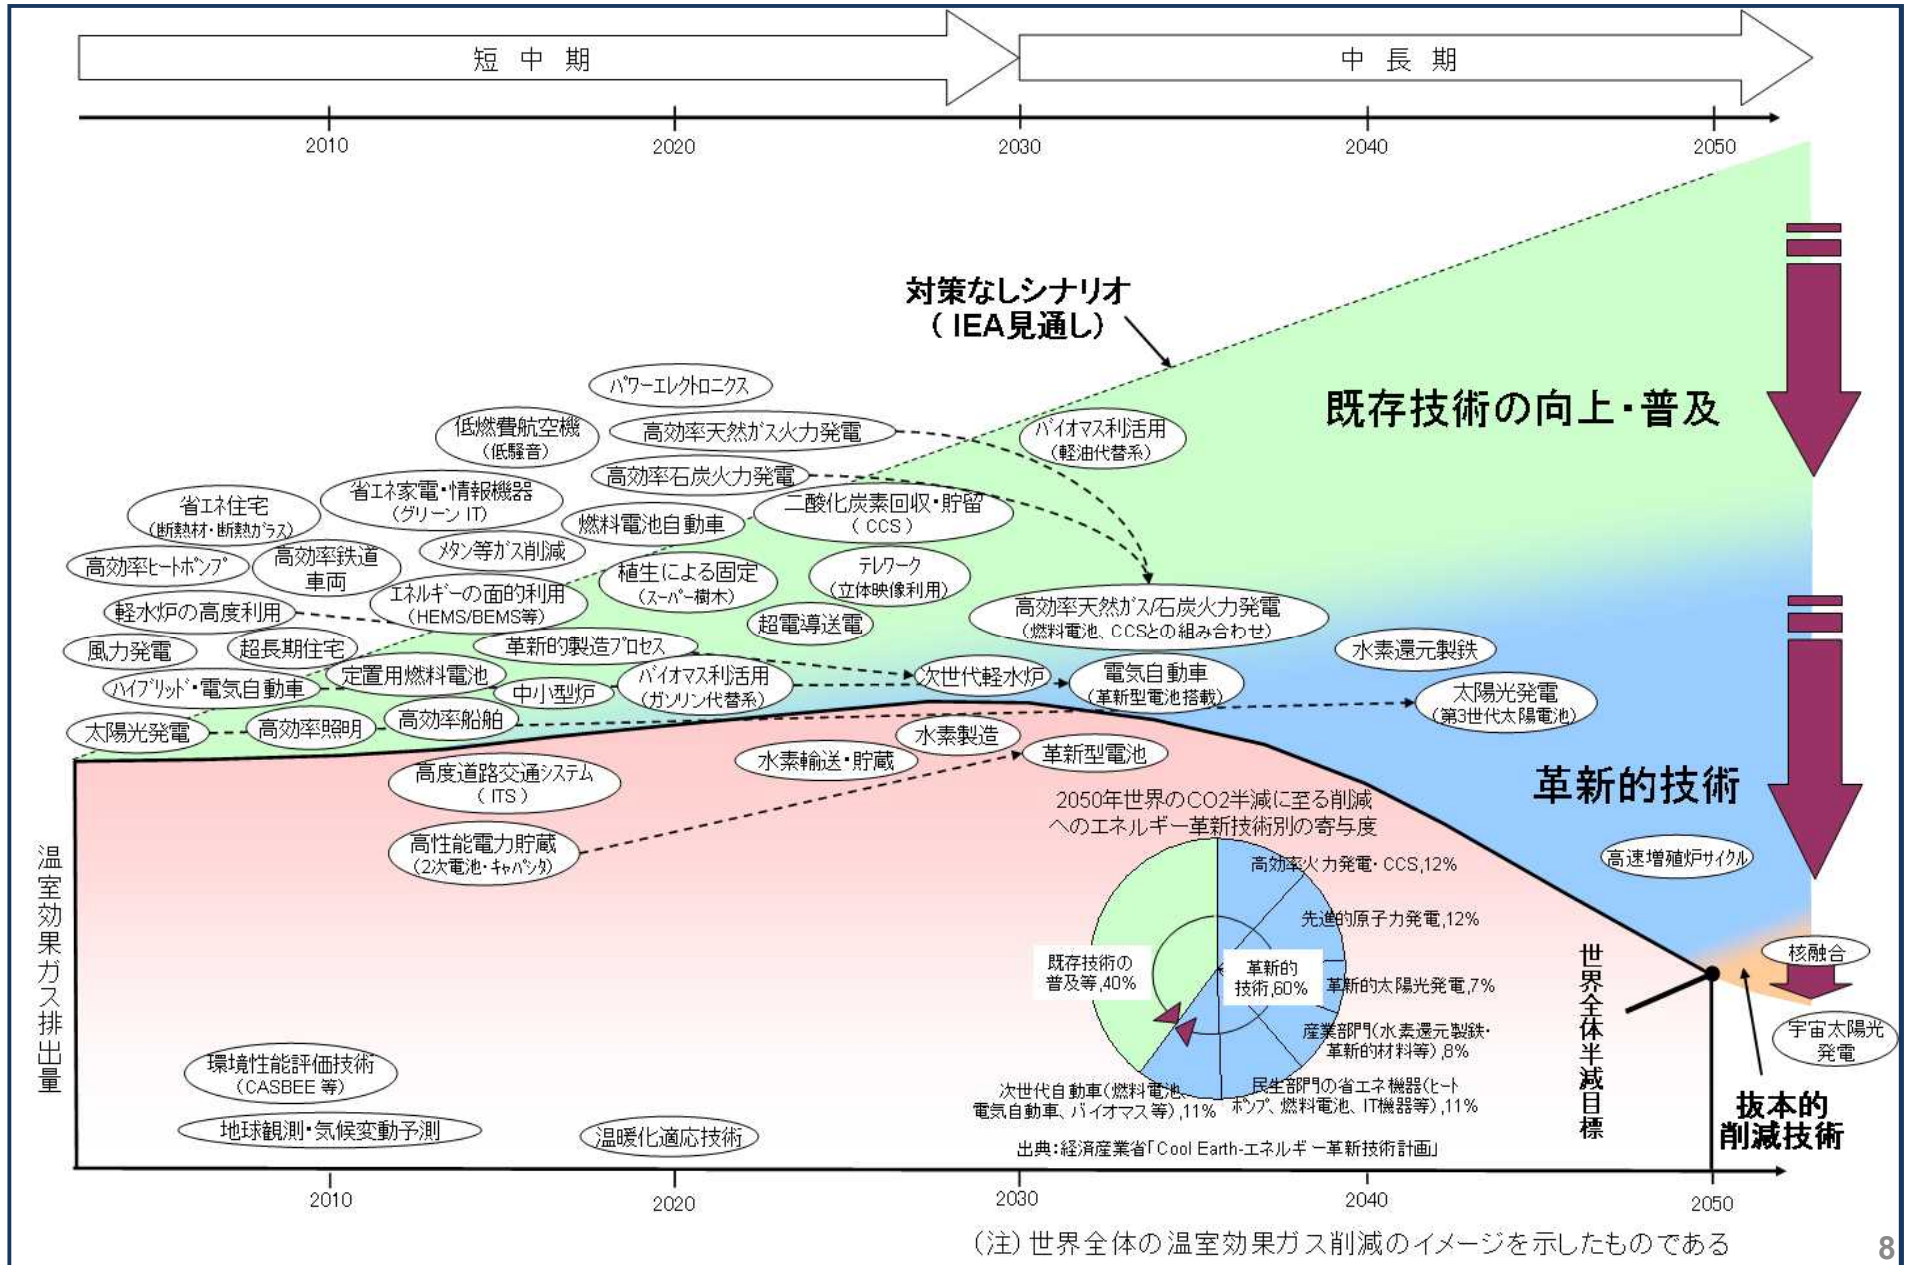 短 中 期
中 長 期
2010
2020
2030
2040
2050
対策なしシナリオ
( IEA見通し)
既存技術の向上・普及
パワーエレクトロニクス
低燃費航空機
(低騒音)
高効率天然ガス火力発電
バイオマス利活用
(軽油代替系)
高効率石炭火力発電
省エネ家電・情報機器
(グリーン IT)
省エネ住宅
(断熱材・断熱ガラス)
二酸化炭素回収・貯留
( CCS )
燃料電池自動車
高効率ヒートポンプ
高効率鉄道
車両
メタン等ガス削減
植生による固定
(スーパー樹木)
テレワーク
(立体映像利用)
エネルギーの面的利用
(HEMS/BEMS等)
軽水炉の高度利用
高効率天然ガス/石炭火力発電
(燃料電池、CCSとの組み合わせ)
超電導送電
風力発電
超長期住宅
革新的製造プロセス
水素還元製鉄
定置用燃料電池
ハイブリッド・電気自動車
中小型炉
バイオマス利活用
(ガソリン代替系)
次世代軽水炉
電気自動車
(革新型電池搭載)
太陽光発電
(第3世代太陽電池)
太陽光発電
高効率照明
高効率船舶
水素製造
水素輸送・貯蔵
革新型電池
高度道路交通システム
( ITS )
革新的技術
高性能電力貯蔵
(2次電池・キャパシタ)
高速増殖炉サイクル
2050年世界のCO2半減に至る削減
へのエネルギー革新技術別の寄与度
高効率火力発電・CCS,12%
先進的原子力発電,12%
既存技術の
普及等,40%
革新的
技術,60%
革新的太陽光発電,7%
産業部門(水素還元製鉄・
革新的材料等),8%
民生部門の省エネ機器(ヒート
ポンプ、燃料電池、IT機器等),11%
次世代自動車(燃料電池、
電気自動車、バイオマス等),11%
出典:経済産業省「Cool Earth-エネルギー革新技術計画」
世界全体半減目標
核融合
宇宙太陽光
発電
抜本的
削減技術
温室効果ガス排出量
環境性能評価技術
(CASBEE 等)
地球観測・気候変動予測
温暖化適応技術
2010
2020
2030
2040
2050
(注) 世界全体の温室効果ガス削減のイメージを示したものである
8